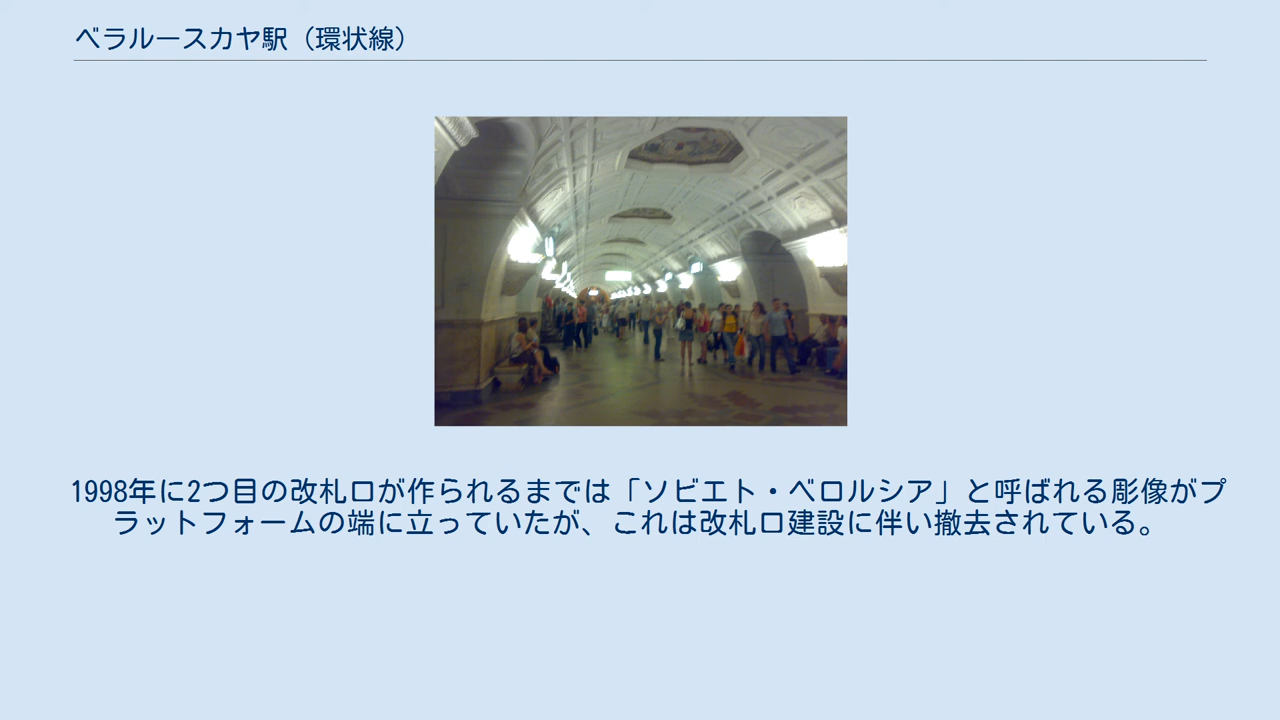 ベラルースカヤ駅（環状線）
1998年に2つ目の改札口が作られるまでは「ソビエト・ベロルシア」と呼ばれる彫像がプ
ラットフォームの端に立っていたが、これは改札口建設に伴い撤去されている。